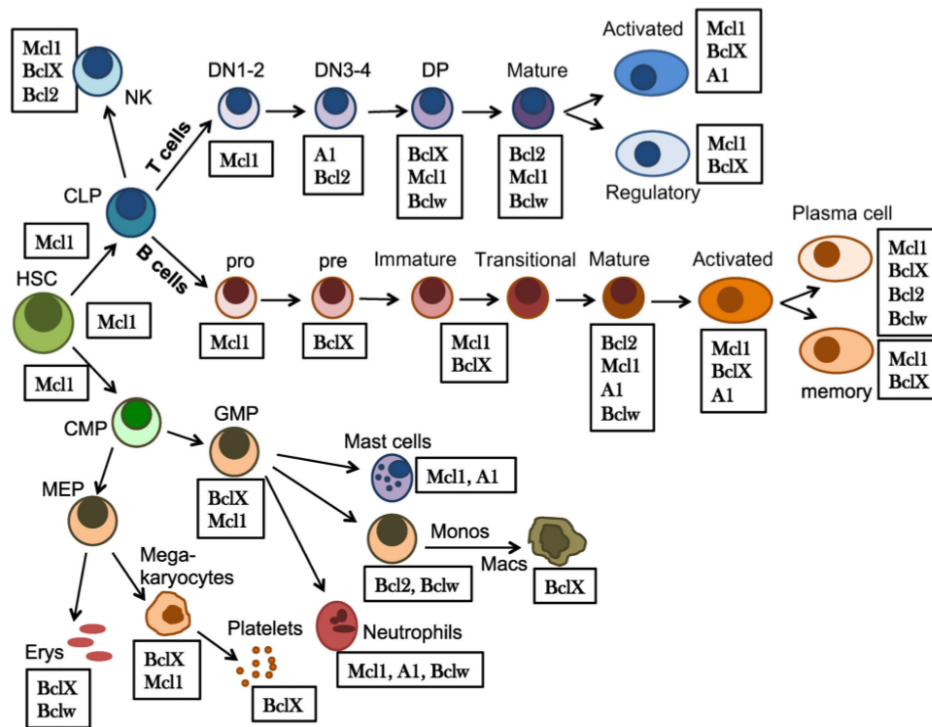 Mcl1
BclX
Bcl2
NK
CLP
T cells
B cells
DN1-2
Mcl1
DN3-4
A1
Bcl2
DP
BclX
Mcl1
Bclw
Mature
Bcl2
Mcl1
Bclw
Activated
Mcl1
BclX
A1
Regulatory
Mcl1
BclX
Mcl1
HSC
Mcl1
Mcl1
pro
Mcl1
pre
BclX
Immature
Transitional
Mcl1
BclX
Mature
Bcl2
Mcl1
A1
Bclw
Activated
Mcl1
BclX
A1
Plasma cell
Mcl1
BclX
Bcl2
Bclw
memory
Mcl1
BclX
CMP
GMP
BclX
Mcl1
Mast cells
Mcl1, A1
Monos
Macs
Bcl2, Bclw
BclX
Neutrophils
Mcl1, A1, Bclw
MEP
Mega-
karyocytes
BclX
Mcl1
Platelets
BclX
Erys
BclX
Bclw